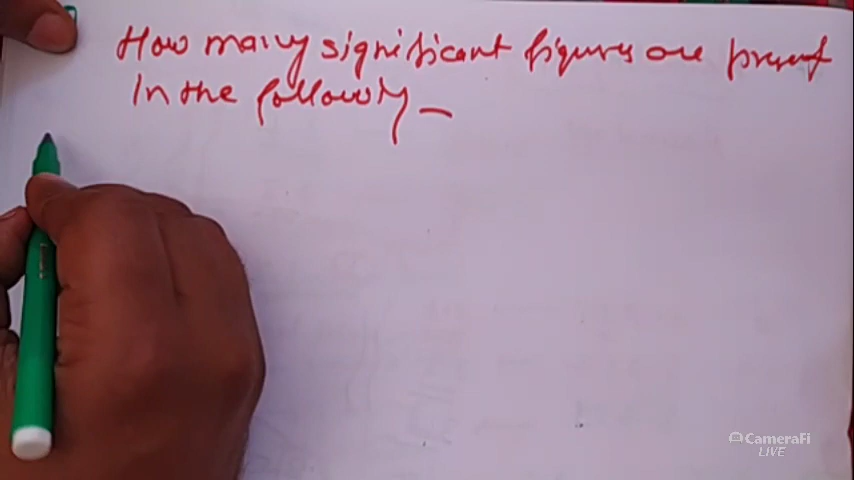 How many significant figures are present
In the following -
CameraFi
LIVE